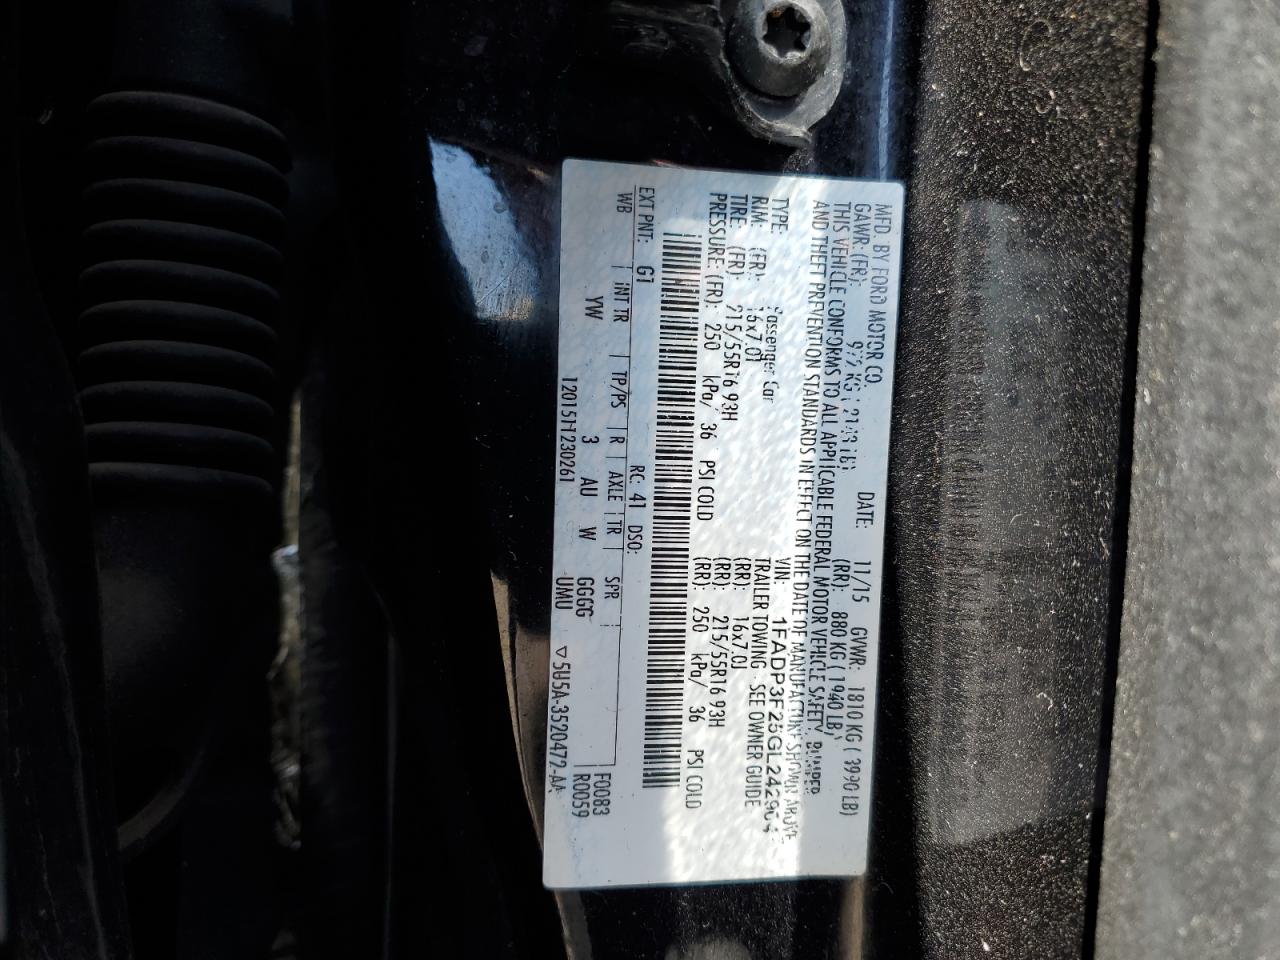 MFD. BY FORD MOTOR CO. DATE: 11/15 GVWR: 1810 KG ( 3990 LB)
GAWR: (FR): KG (RR): 880 KG ( 1940 LB)
THIS VEHICLE CONFORMS TO ALL APPLICABLE FEDERAL MOTOR VEHICLE SAFETY, BUMPER
AND THEFT PREVENTION STANDARDS IN EFFECT ON THE DATE OF MANUFACTURE SHOWN ABOVE
VIN:
TYPE: Passenger Car TRAILER TOWING - SEE OWNER GUIDE
RIM: (FR): 16x7.0J (RR): 16x7.0J
TIRE: (FR): 215/55R16 93H (RR): 215/55R16 93H
PRESSURE: (FR): 250 kPa/ 36 PSI COLD (RR): 250 kPa/ 36 PSI COLD
EXT PNT: G1 RC: 41 DSO: F0083
WB INT TR TP/PS R AXLE TR SPR R0059
YW 3 AU W GGGG
1201511230261 UMU ▽5U5A-3520472-AA